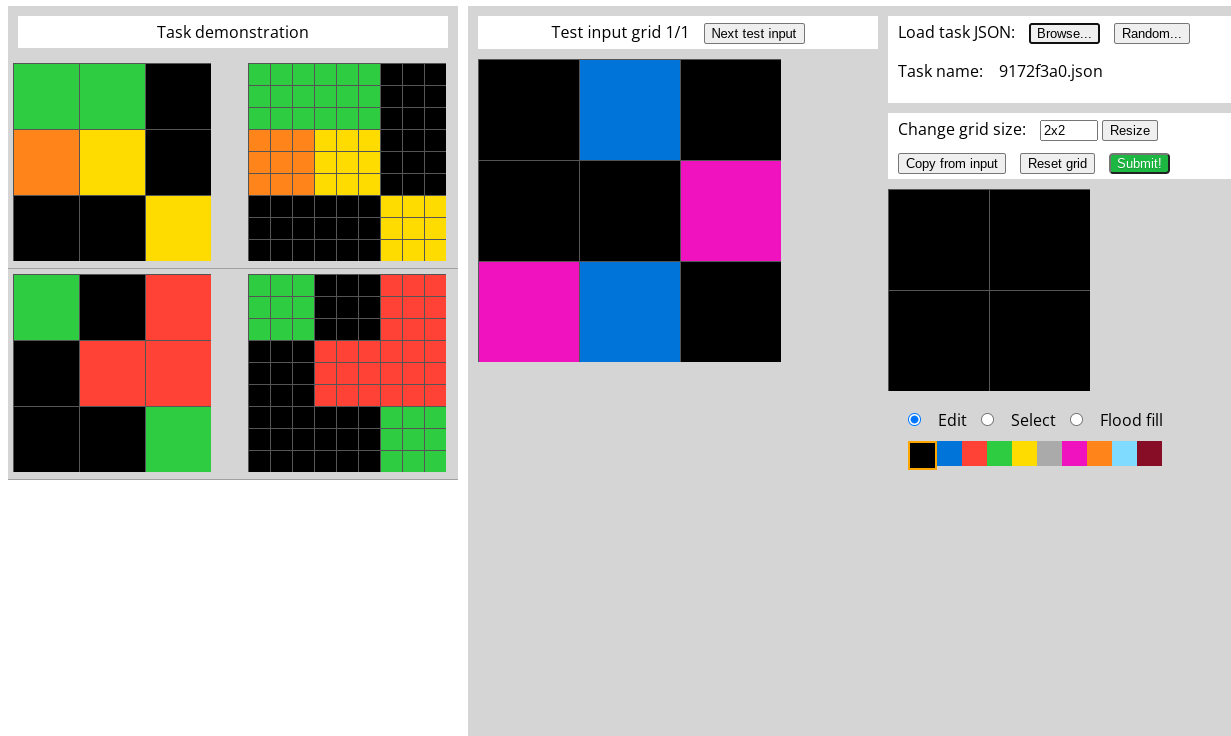 Task demonstration
Test input grid 1/1 Next test input
Load task JSON: Browse... Random...
Task name: 9172f3a0.json
Change grid size: 2x2 Resize
Copy from input Reset grid Submit!
Edit Select Flood fill